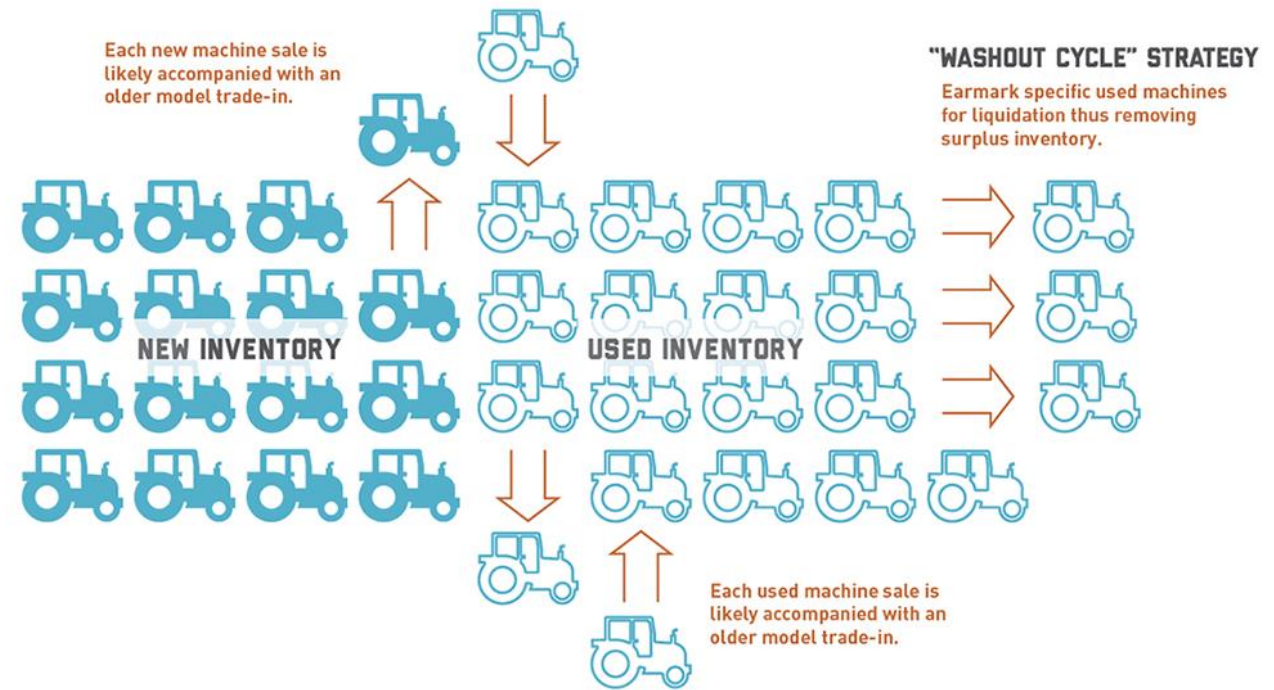 Each new machine sale is
likely accompanied with an
older model trade-in.
"WASHOUT CYCLE" STRATEGY
Earmark specific used machines
for liquidation thus removing
surplus inventory.
NEW INVENTORY
USED INVENTORY
Each used machine sale is
likely accompanied with an
older model trade-in.